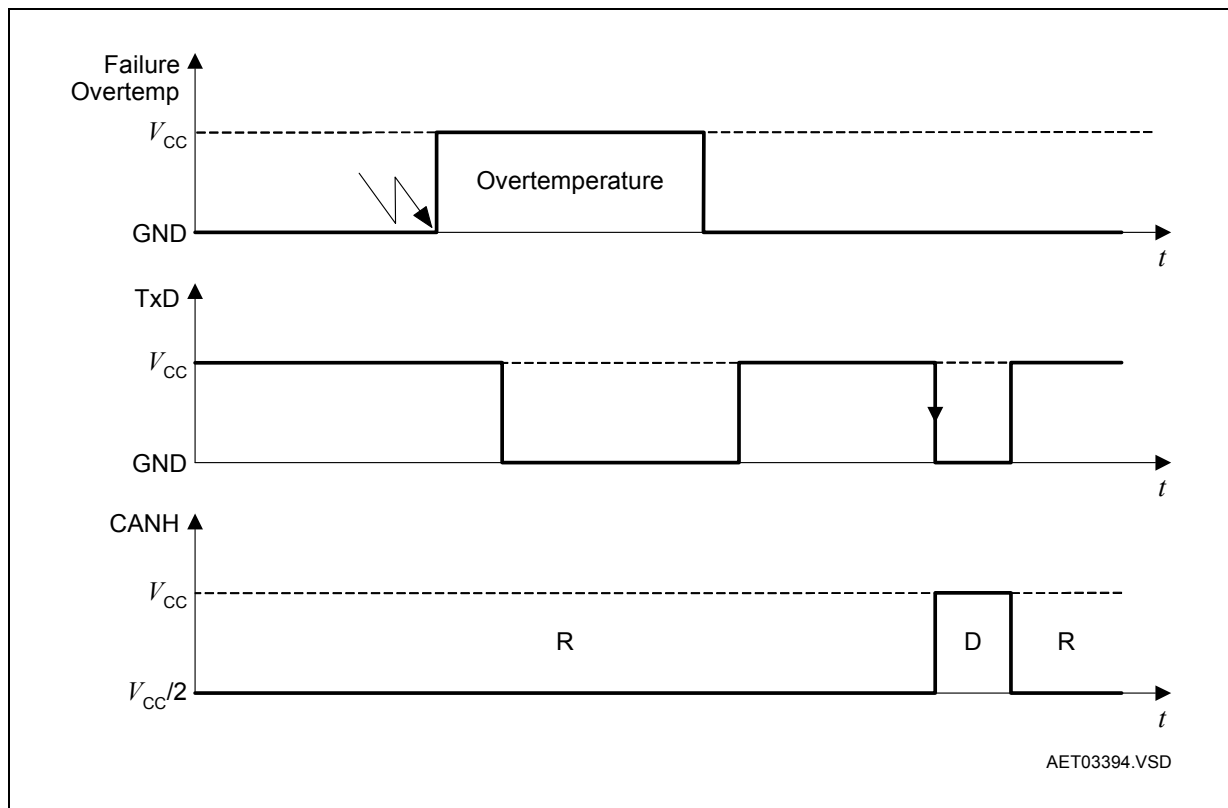 Failure
Overtemp
VCC
Overtemperature
GND
t
TxD
VCC
GND
t
CANH
VCC
R
D
R
VCC/2
t
AET03394.VSD